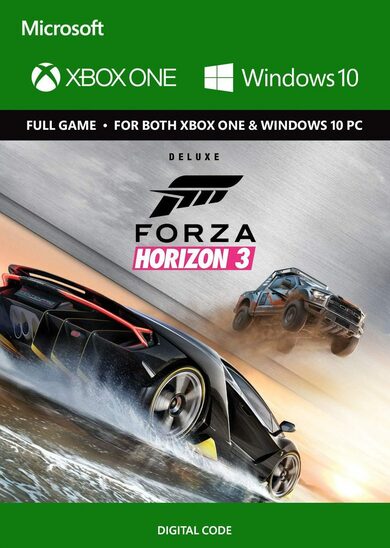 Microsoft
XBOX ONE Windows 10
FULL GAME • FOR BOTH XBOX ONE & WINDOWS 10 PC
DELUXE
FORZA
HORIZON 3
DIGITAL CODE